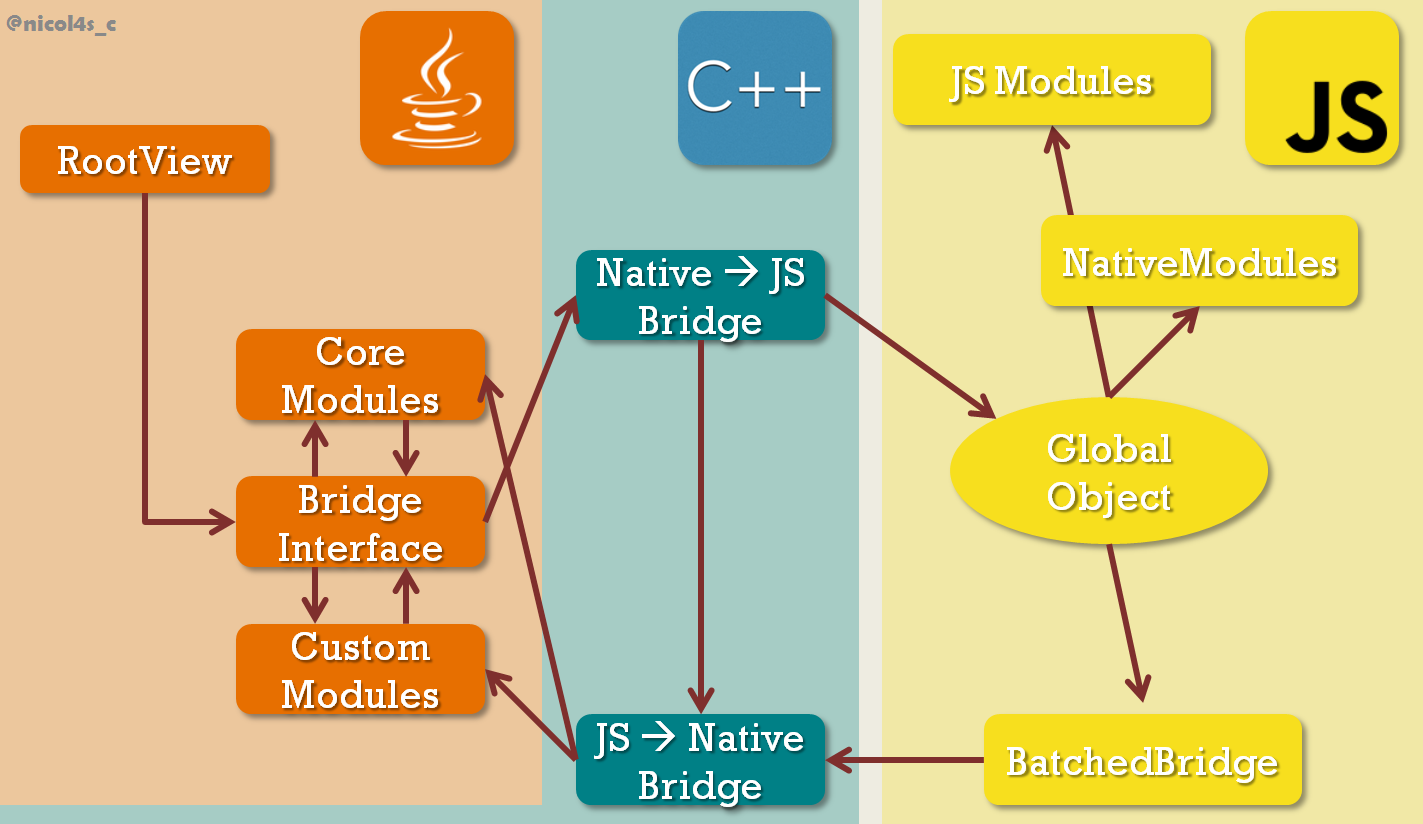 @nicol4s_c
C++
JS Modules
JS
RootView
NativeModules
Native → JS
Bridge
Core
Modules
Global
Object
Bridge
Interface
Custom
Modules
JS → Native
Bridge
BatchedBridge